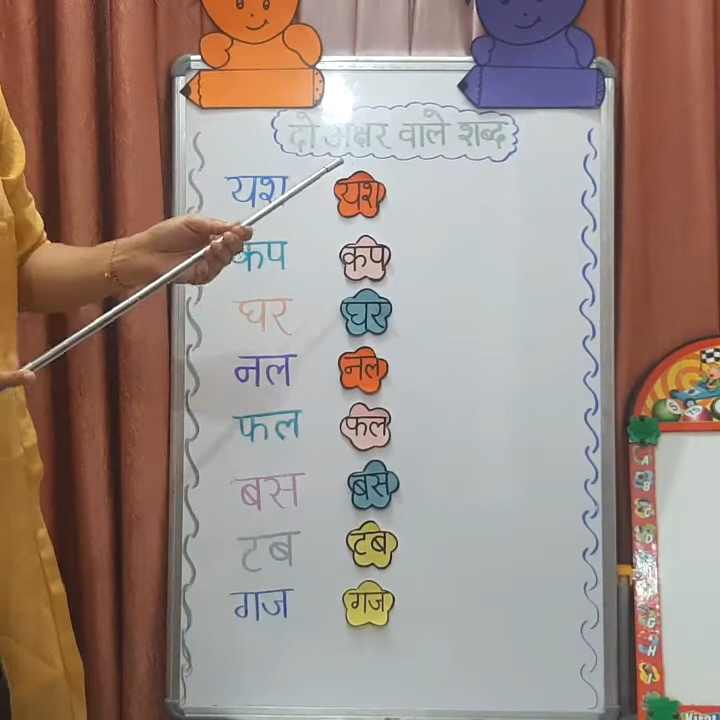 दो अक्षर वाले शब्द
यश यश
कप कप
घर घर
नल नल
फल फल
बस बस
टब टब
गज गज